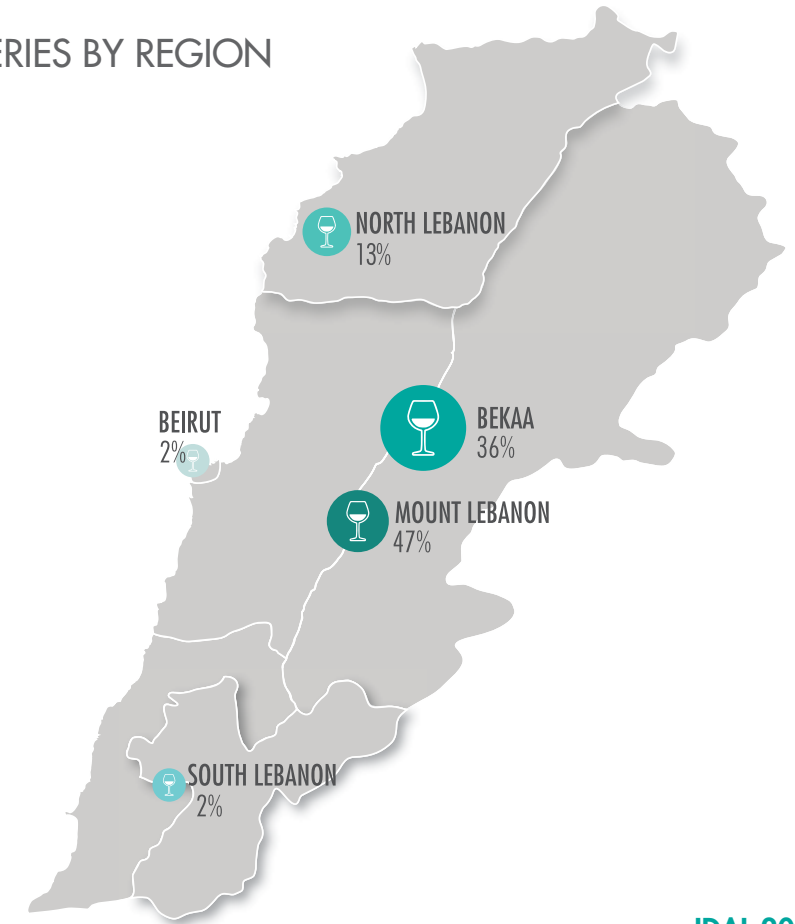 ERIES BY REGION
NORTH LEBANON
13%
BEIRUT
2%
BEKAA
36%
MOUNT LEBANON
47%
SOUTH LEBANON
2%